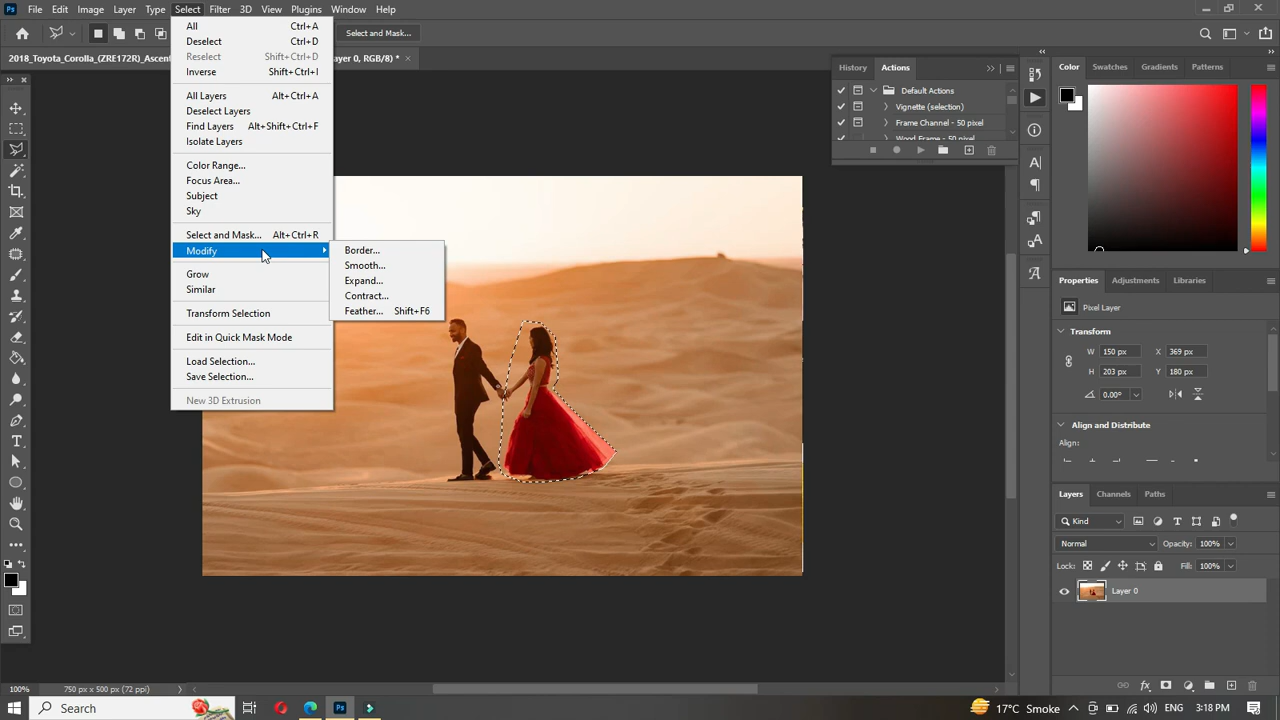 Ps File Edit Image Layer Type Select Filter 3D View Plugins Window Help
Select and Mask...
2018_Toyota_Corolla_(ZRE172R)_Ascent
ayer 0, RGB/8) *
All Ctrl+A
Deselect Ctrl+D
Reselect Shift+Ctrl+D
Inverse Shift+Ctrl+I
All Layers Alt+Ctrl+A
Deselect Layers
Find Layers Alt+Shift+Ctrl+F
Isolate Layers
Color Range...
Focus Area...
Subject
Sky
Select and Mask... Alt+Ctrl+R
Modify
Grow
Similar
Transform Selection
Edit in Quick Mask Mode
Load Selection...
Save Selection...
New 3D Extrusion
Border...
Smooth...
Expand...
Contract...
Feather... Shift+F6
History Actions
Default Actions
Vignette (selection)
Frame Channel - 50 pixel
Wood Frame - 50 pixel
Color Swatches Gradients Patterns
Properties Adjustments Libraries
Pixel Layer
Transform
W 150 px X 369 px
H 203 px Y 180 px
0.00°
Align and Distribute
Align:
Layers Channels Paths
Kind
Normal Opacity: 100%
Lock: Fill: 100%
Layer 0
100% 750 px x 500 px (72 ppi)
Search
17°C Smoke
ENG 3:18 PM